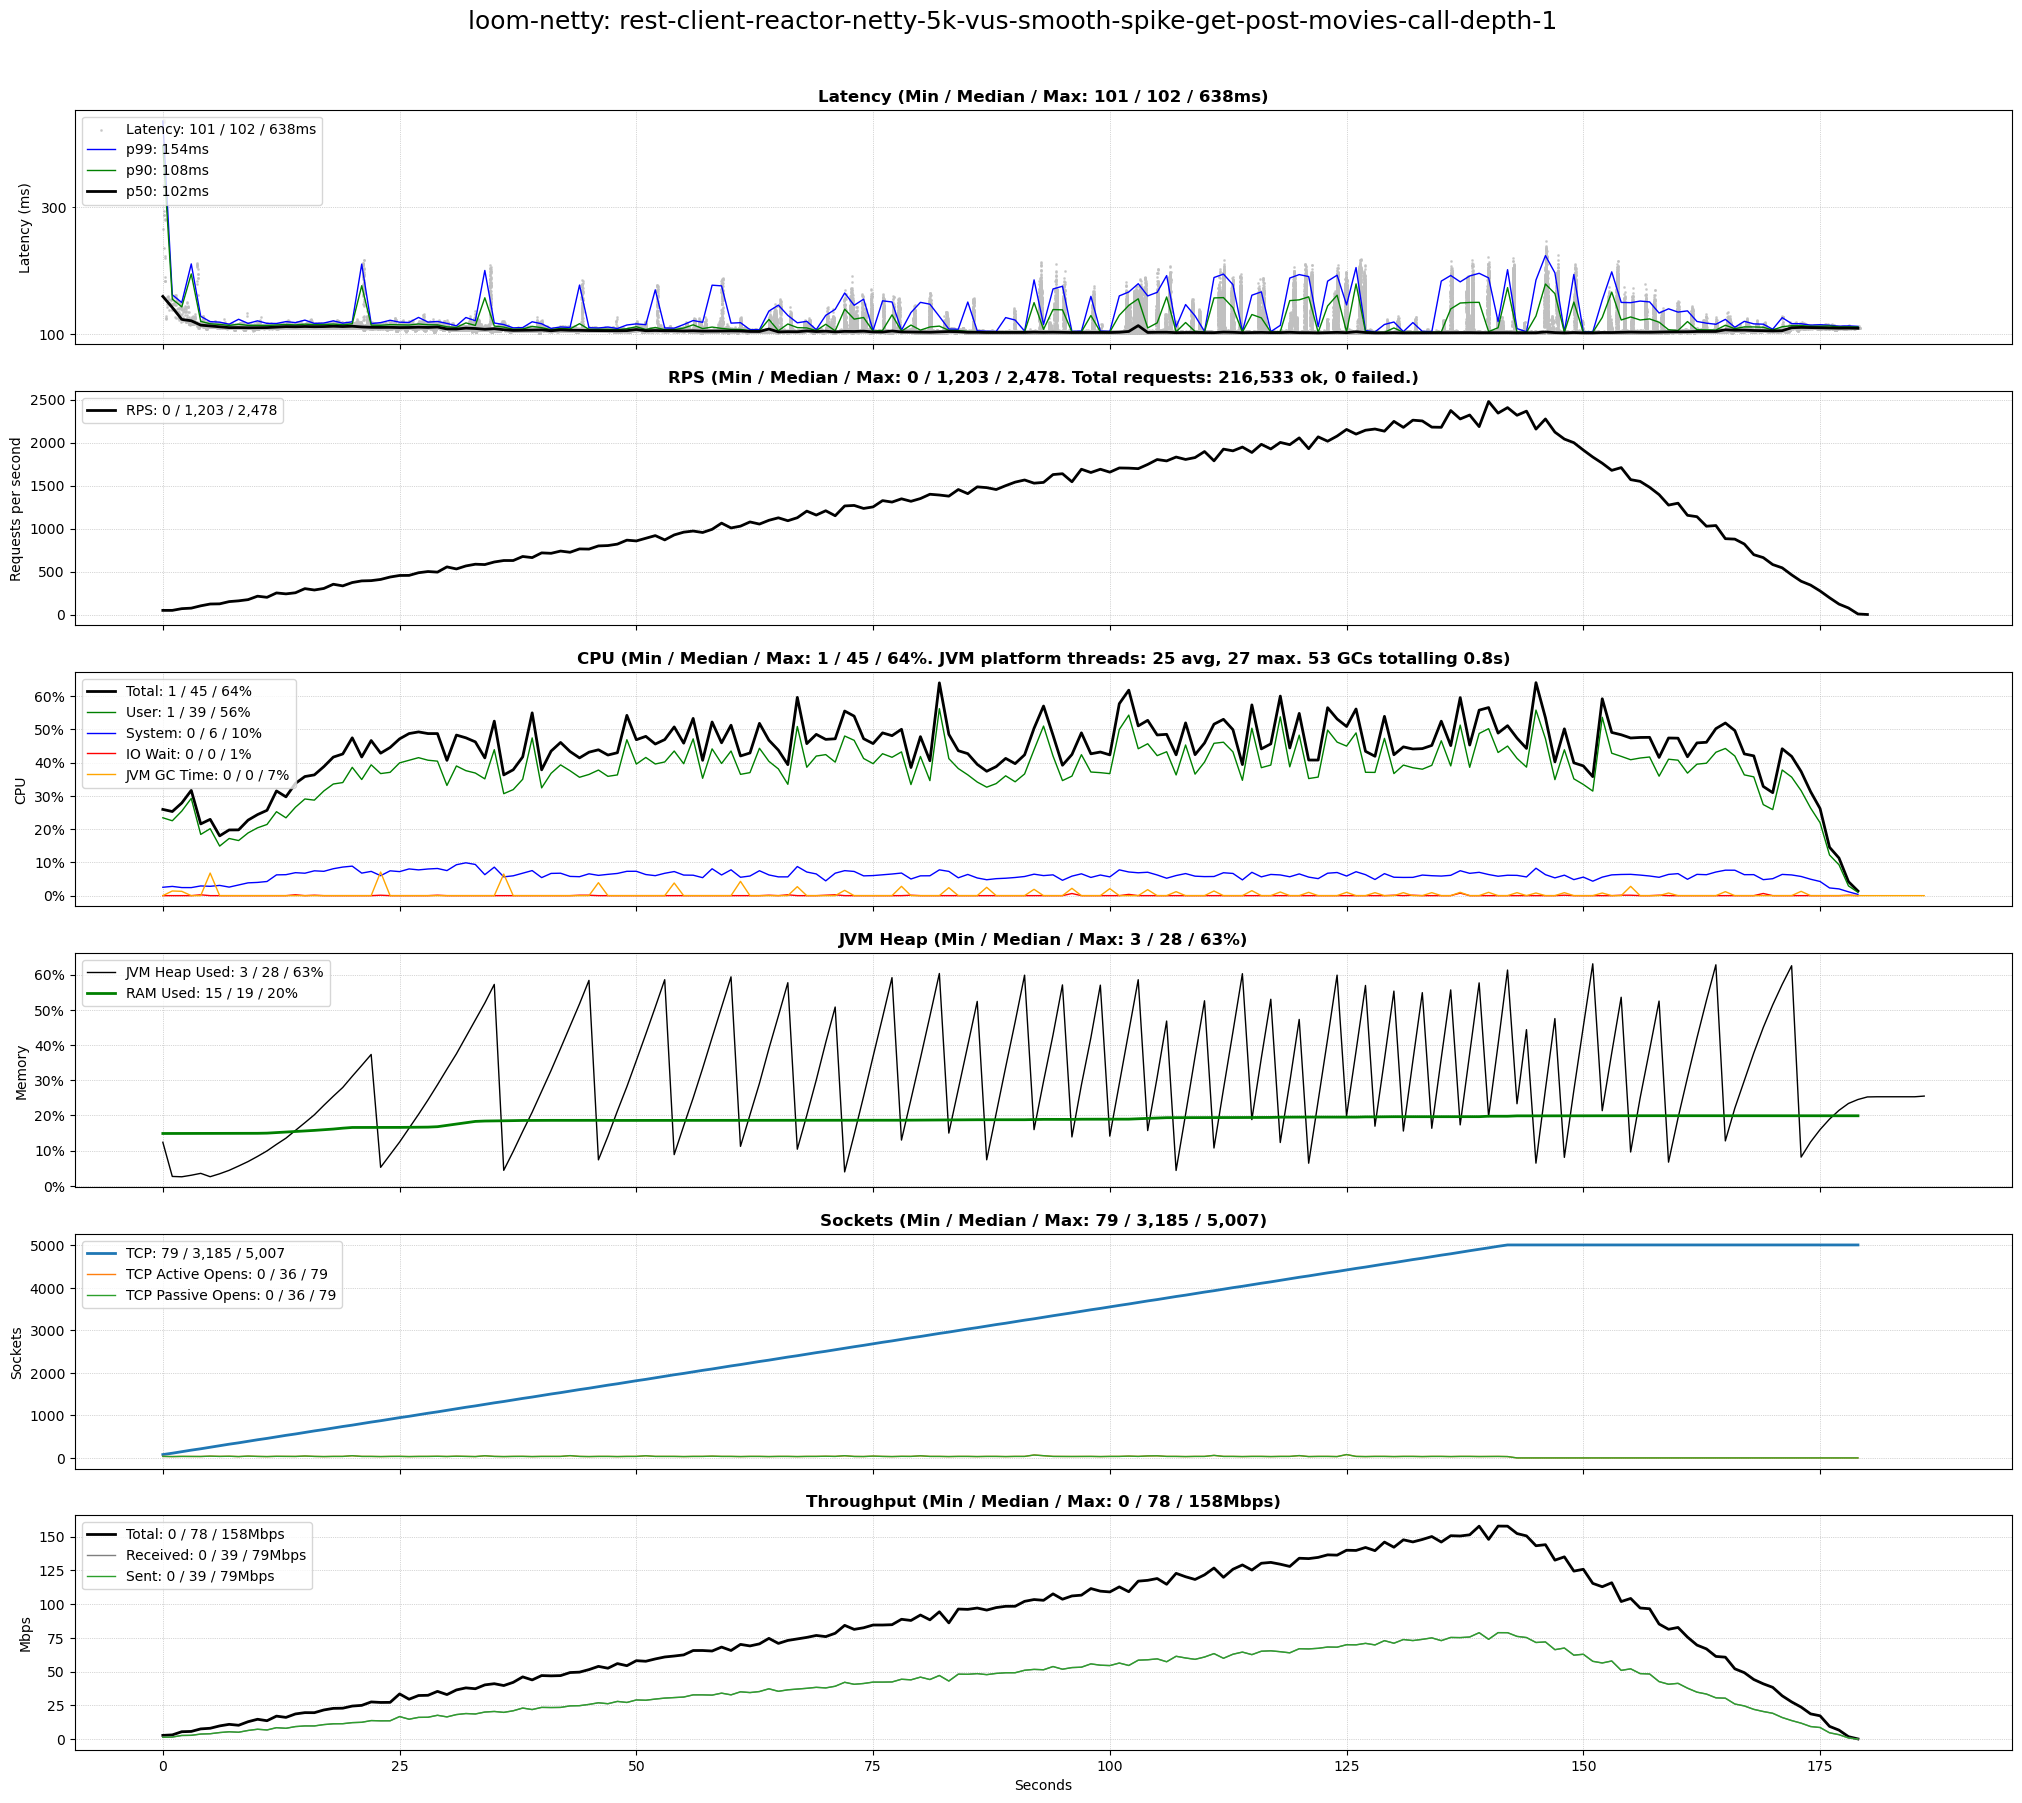 loom-netty: rest-client-reactor-netty-5k-vus-smooth-spike-get-post-movies-call-depth-1
Latency (Min / Median / Max: 101 / 102 / 638ms)
Latency: 101 / 102 / 638ms
p99: 154ms
p90: 108ms
p50: 102ms
Latency (ms)
300
100
RPS (Min / Median / Max: 0 / 1,203 / 2,478. Total requests: 216,533 ok, 0 failed.)
RPS: 0 / 1,203 / 2,478
Requests per second
2500
2000
1500
1000
500
0
CPU (Min / Median / Max: 1 / 45 / 64%. JVM platform threads: 25 avg, 27 max. 53 GCs totalling 0.8s)
Total: 1 / 45 / 64%
User: 1 / 39 / 56%
System: 0 / 6 / 10%
IO Wait: 0 / 0 / 1%
JVM GC Time: 0 / 0 / 7%
CPU
60%
50%
40%
30%
20%
10%
0%
JVM Heap (Min / Median / Max: 3 / 28 / 63%)
JVM Heap Used: 3 / 28 / 63%
RAM Used: 15 / 19 / 20%
Memory
60%
50%
40%
30%
20%
10%
0%
Sockets (Min / Median / Max: 79 / 3,185 / 5,007)
TCP: 79 / 3,185 / 5,007
TCP Active Opens: 0 / 36 / 79
TCP Passive Opens: 0 / 36 / 79
Sockets
5000
4000
3000
2000
1000
0
Throughput (Min / Median / Max: 0 / 78 / 158Mbps)
Total: 0 / 78 / 158Mbps
Received: 0 / 39 / 79Mbps
Sent: 0 / 39 / 79Mbps
Mbps
150
125
100
75
50
25
0
0 25 50 75 100 125 150 175
Seconds